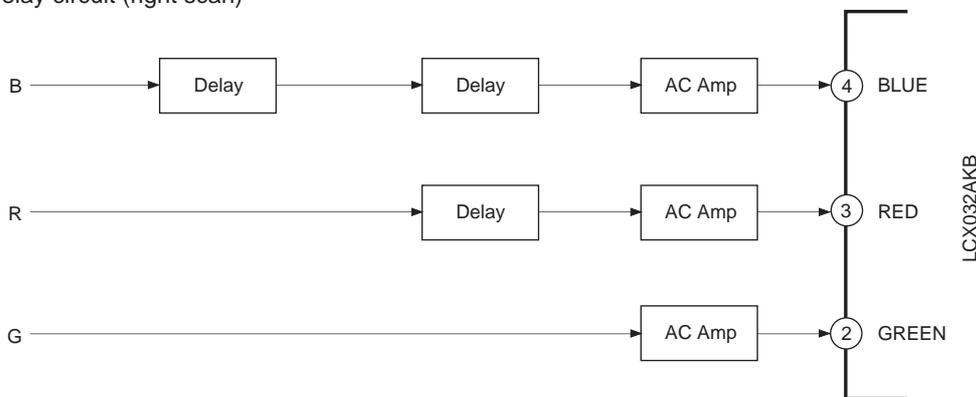 circuit (right scan)
B Delay Delay AC Amp 4 BLUE
R Delay AC Amp 3 RED
G AC Amp 2 GREEN
LCX032AKB